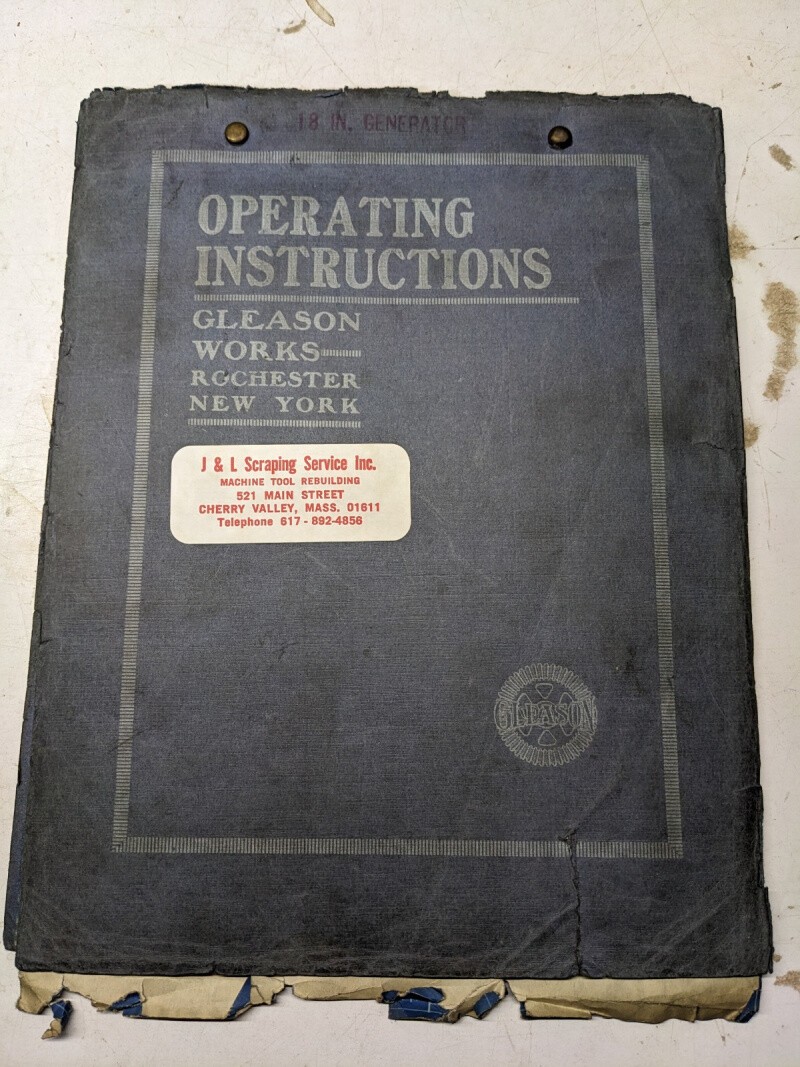 18 IN. GENERATOR
OPERATING
INSTRUCTIONS
GLEASON
WORKS
ROCHESTER
NEW YORK
J & L Scraping Service Inc.
MACHINE TOOL REBUILDING
521 MAIN STREET
CHERRY VALLEY, MASS. 01611
Telephone 617 - 892-4856
GLEASON